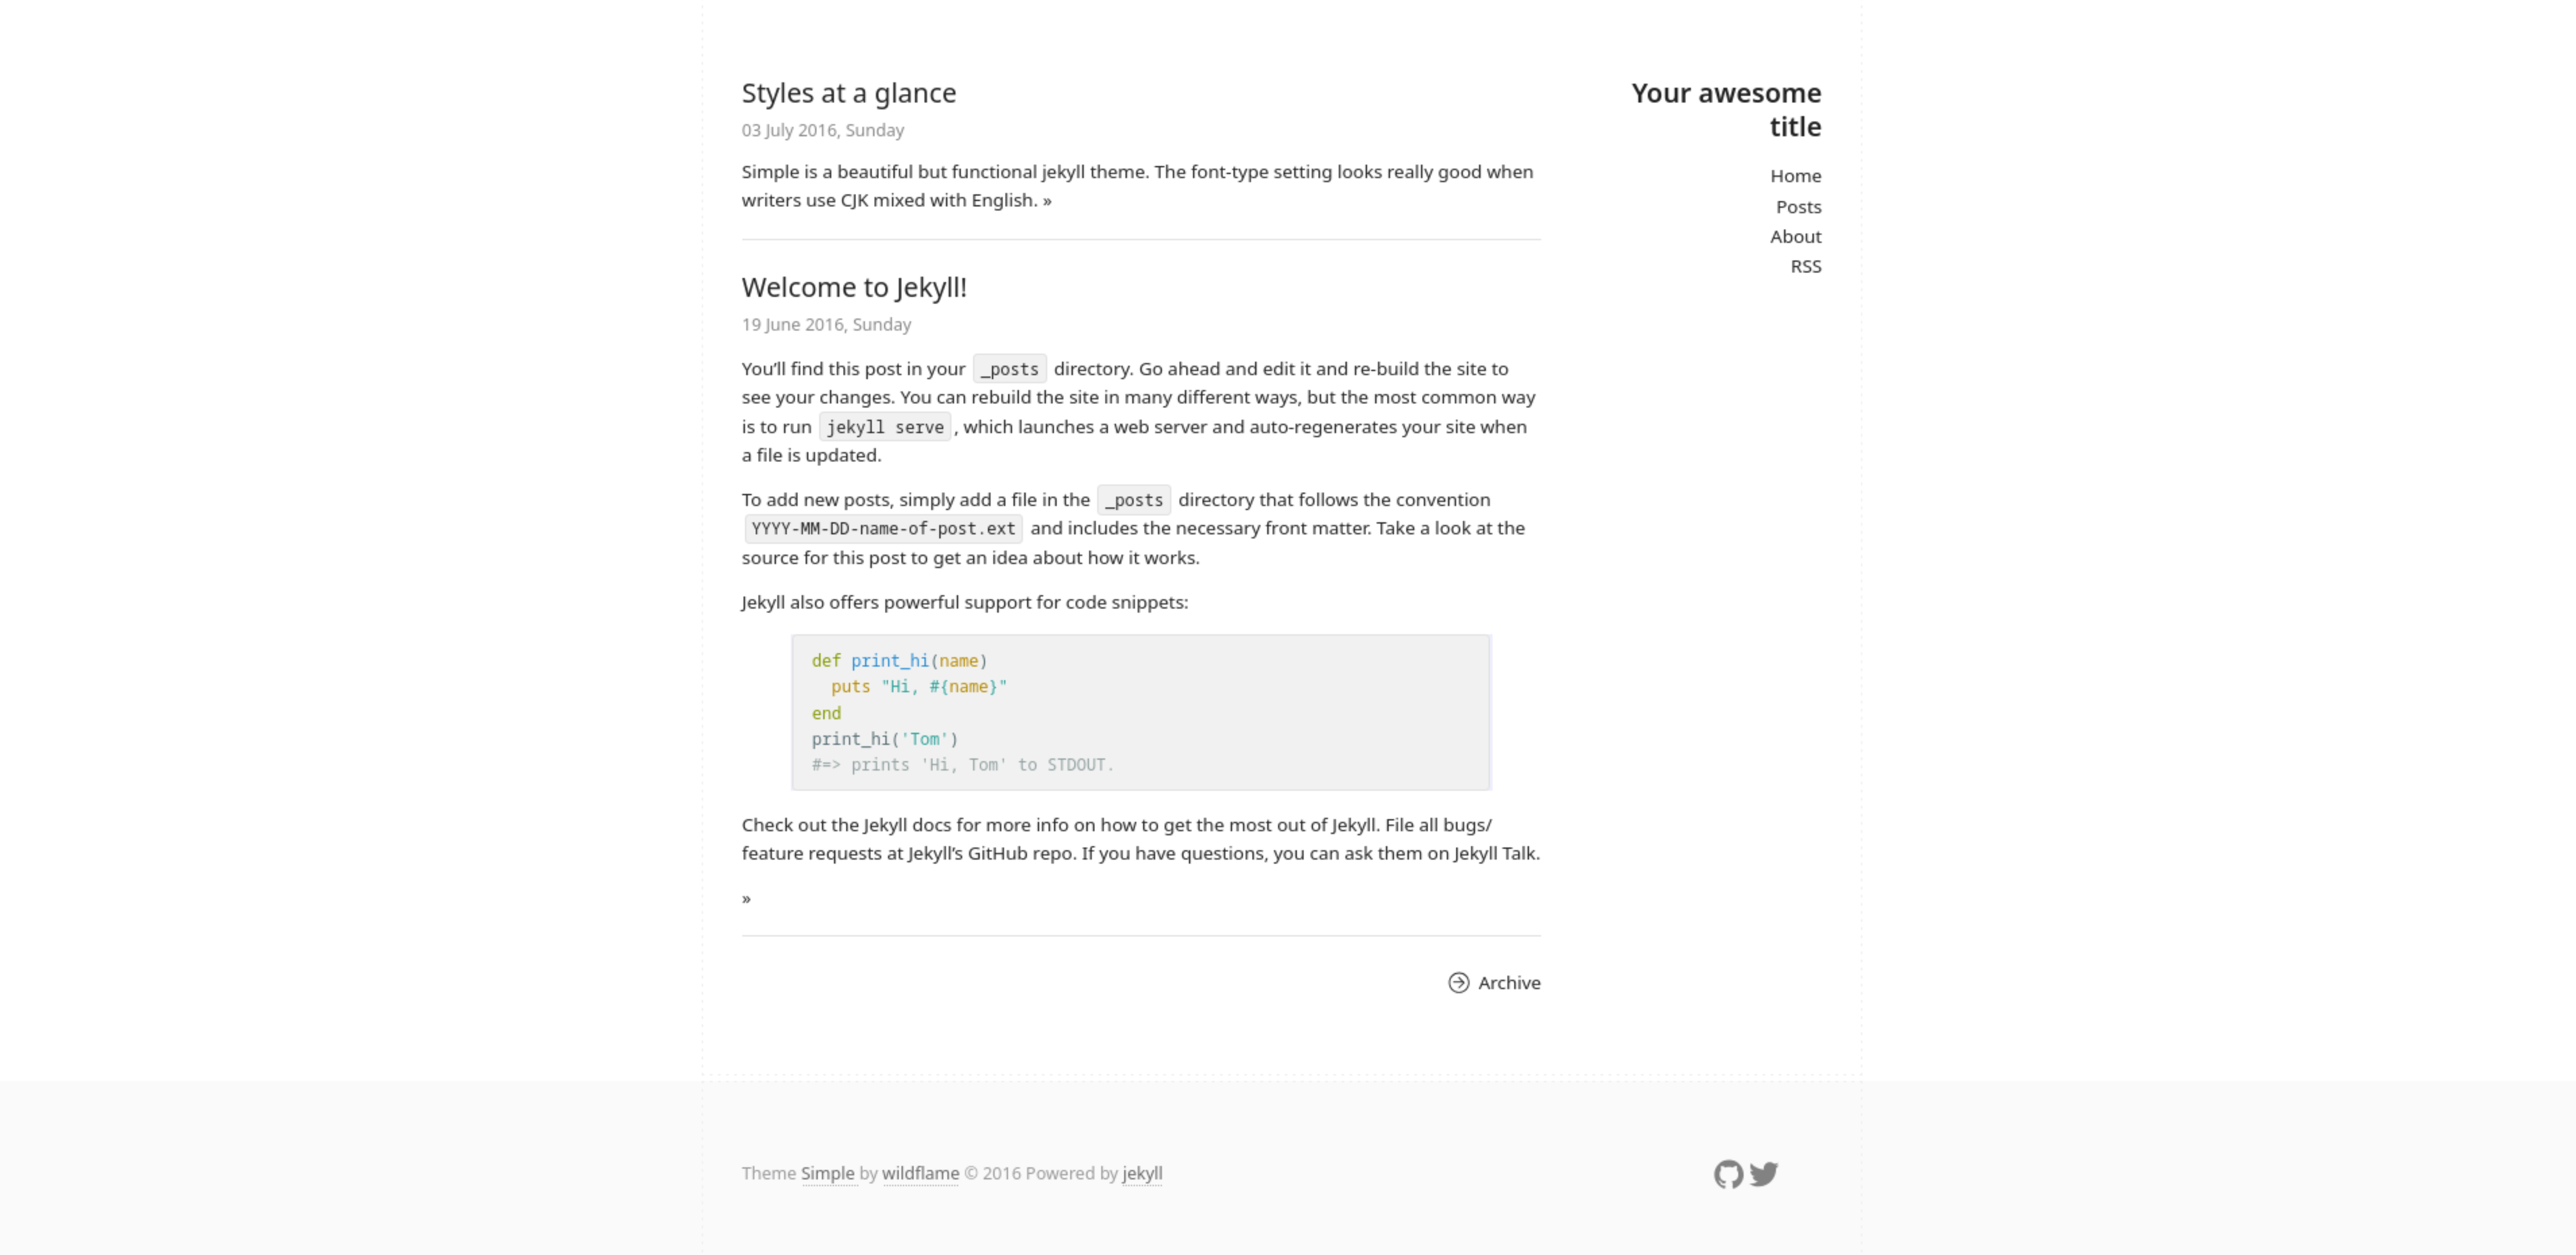 Styles at a glance
03 July 2016, Sunday
Simple is a beautiful but functional jekyll theme. The font-type setting looks really good when
writers use CJK mixed with English. »
Welcome to Jekyll!
19 June 2016, Sunday
You’ll find this post in your _posts directory. Go ahead and edit it and re-build the site to
see your changes. You can rebuild the site in many different ways, but the most common way
is to run jekyll serve , which launches a web server and auto-regenerates your site when
a file is updated.
To add new posts, simply add a file in the _posts directory that follows the convention
YYYY-MM-DD-name-of-post.ext and includes the necessary front matter. Take a look at the
source for this post to get an idea about how it works.
Jekyll also offers powerful support for code snippets:
def print_hi(name)
  puts "Hi, #{name}"
end
print_hi('Tom')
#=> prints 'Hi, Tom' to STDOUT.
Check out the Jekyll docs for more info on how to get the most out of Jekyll. File all bugs/
feature requests at Jekyll’s GitHub repo. If you have questions, you can ask them on Jekyll Talk.
»
Archive
Your awesome
title
Home
Posts
About
RSS
Theme Simple by wildflame © 2016 Powered by jekyll